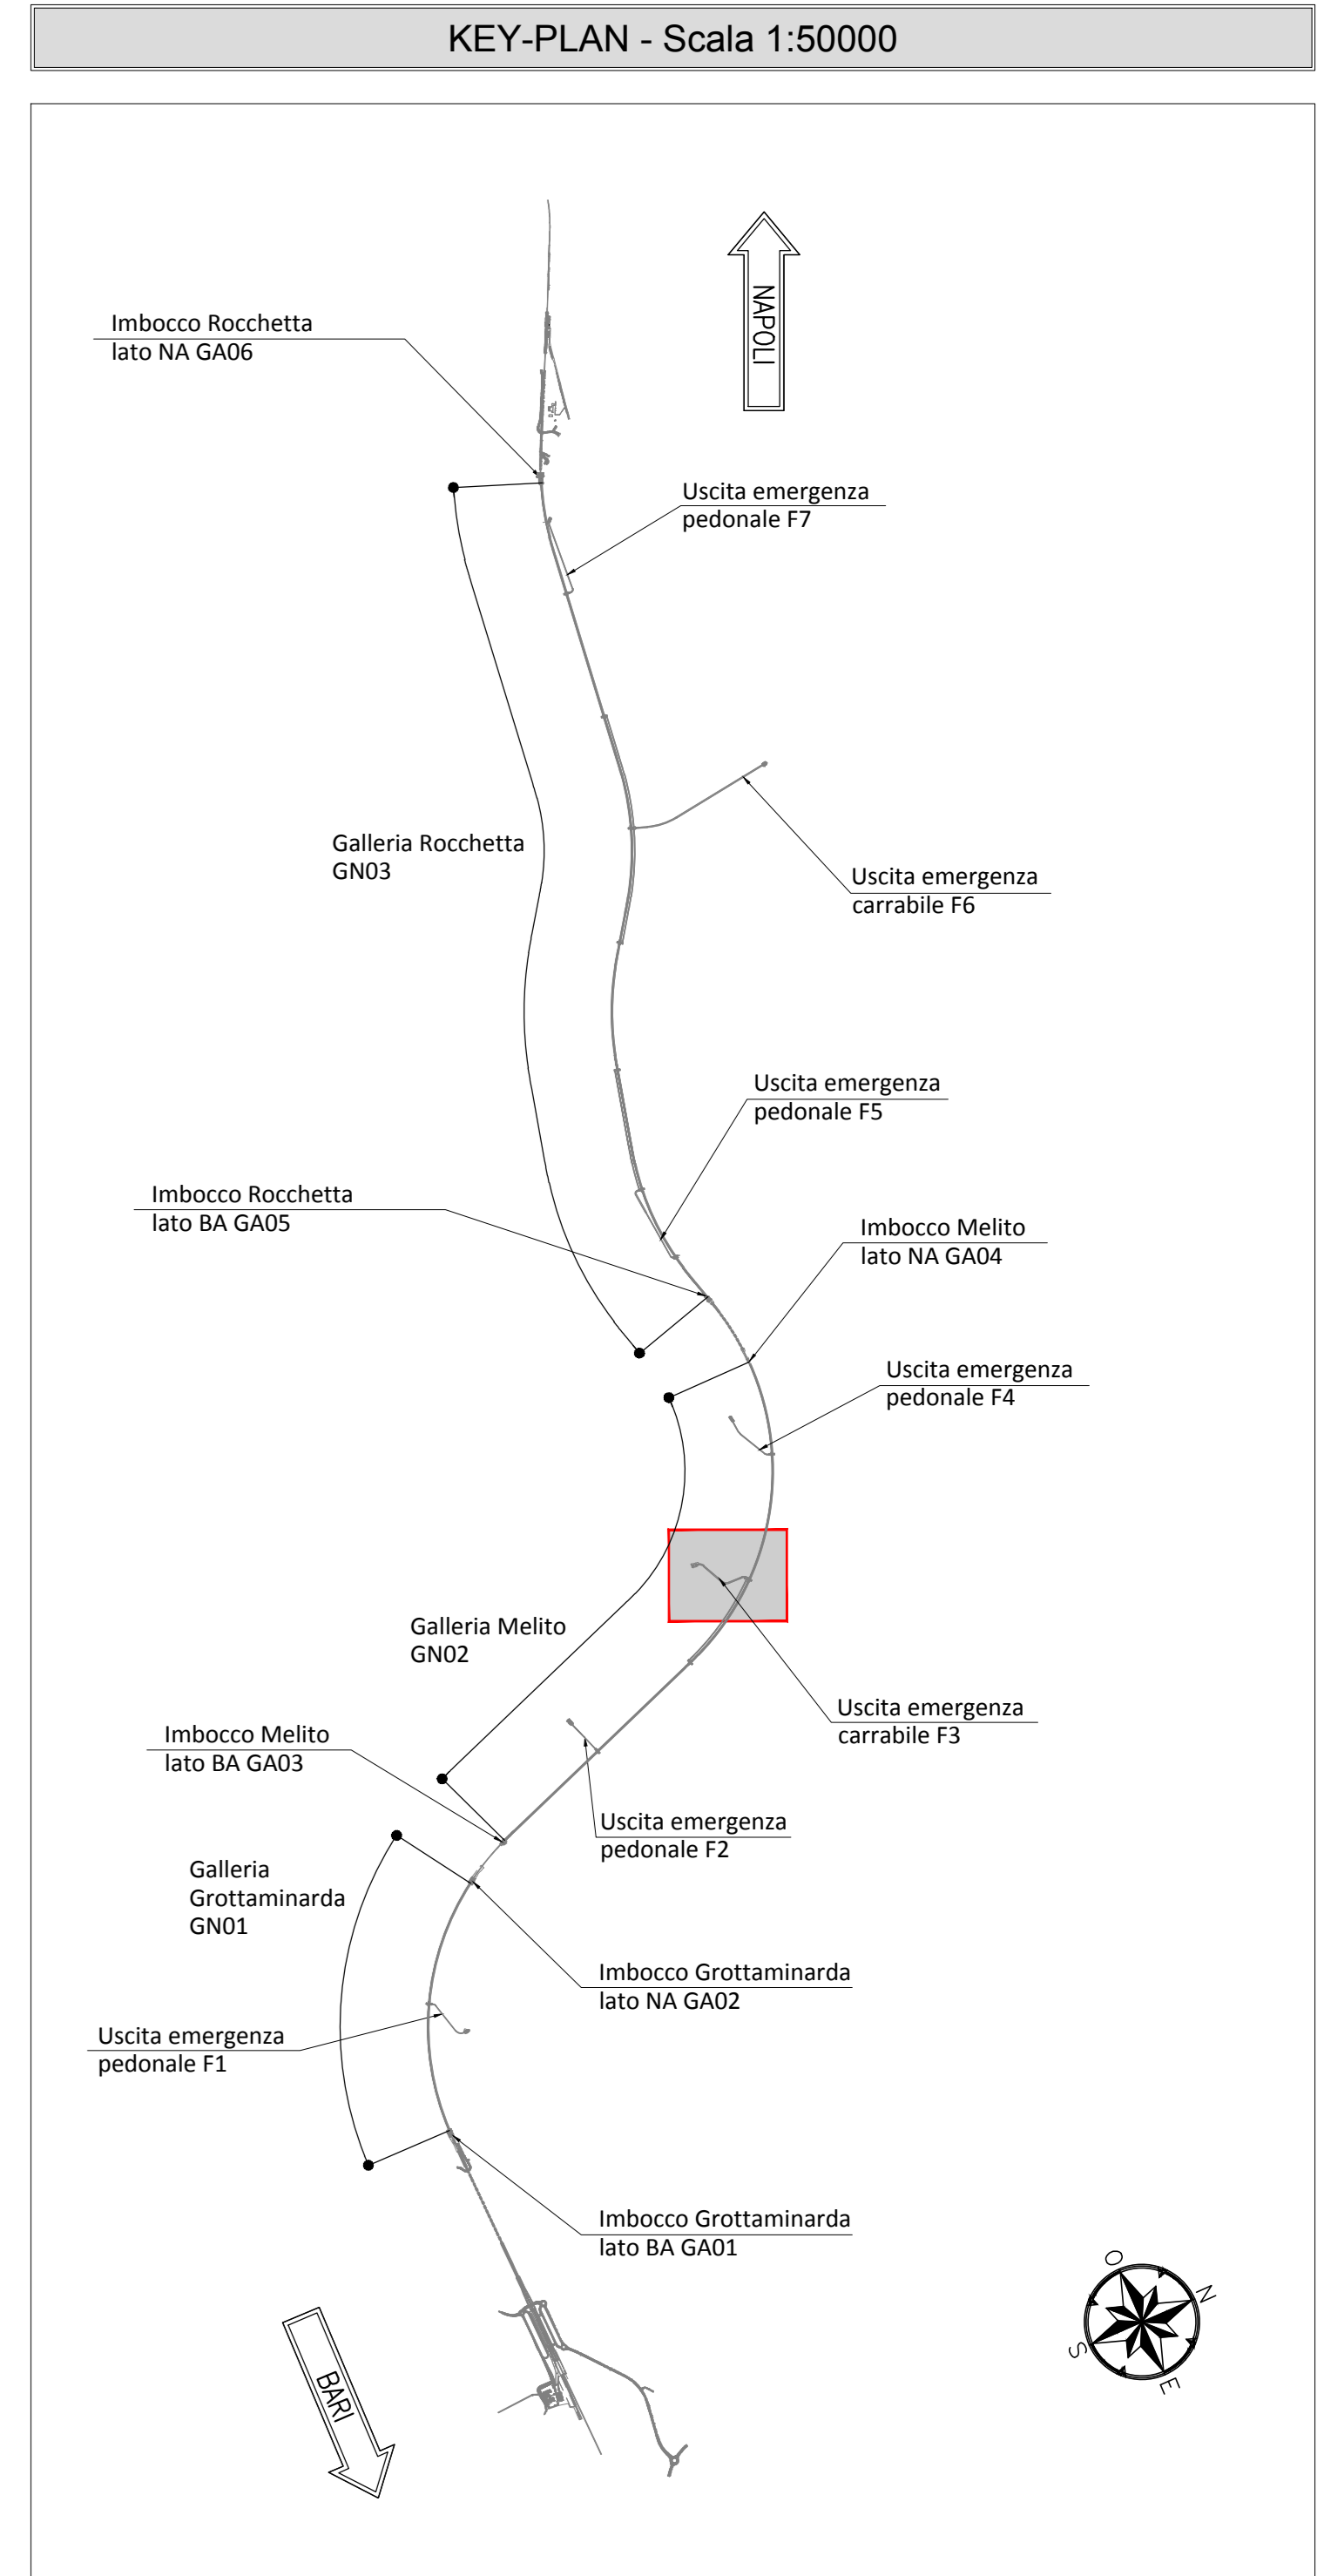 KEY-PLAN - Scala 1:50000
NAPOLI
Imbocco Rocchetta
lato NA GA06
Uscita emergenza
pedonale F7
Galleria Rocchetta
GN03
Uscita emergenza
carrabile F6
Uscita emergenza
pedonale F5
Imbocco Rocchetta
lato BA GA05
Imbocco Melito
lato NA GA04
Uscita emergenza
pedonale F4
Galleria Melito
GN02
Uscita emergenza
carrabile F3
Imbocco Melito
lato BA GA03
Uscita emergenza
pedonale F2
Galleria
Grottaminarda
GN01
Imbocco Grottaminarda
lato NA GA02
Uscita emergenza
pedonale F1
Imbocco Grottaminarda
lato BA GA01
BARI
O
N
S
E